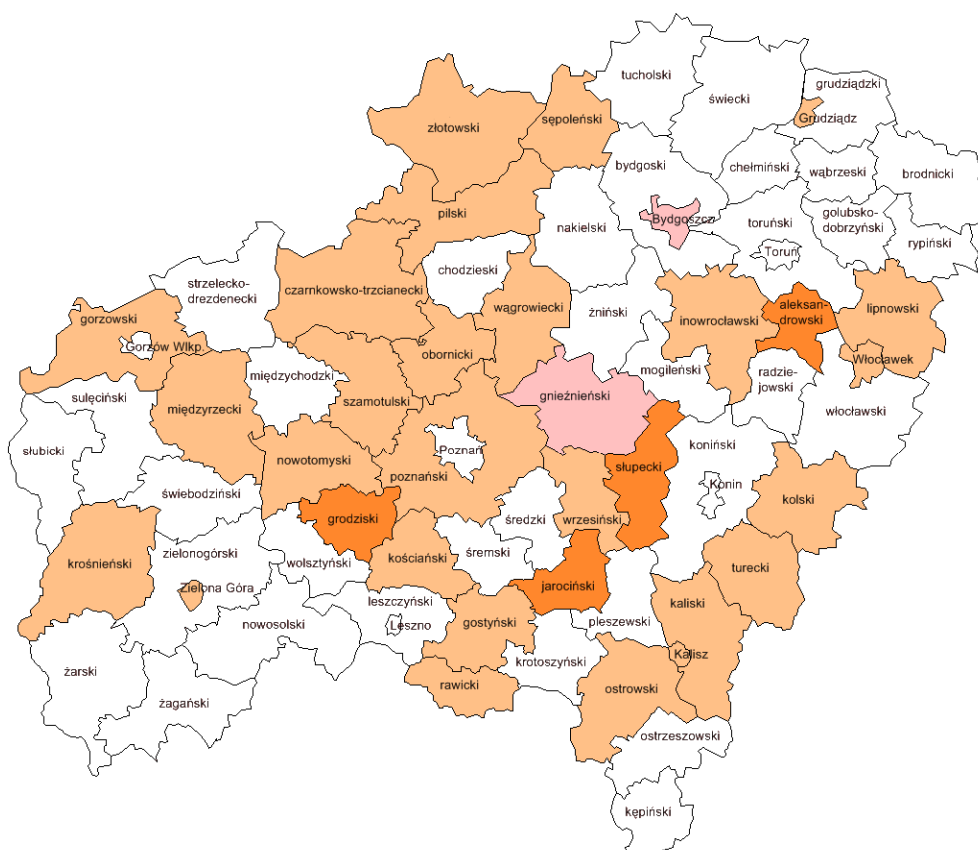 tucholski
grudziądzki
świecki
Grudziądz
złotowski
sępoleński
bydgoski
chełmiński
wąbrzeski
brodnicki
pilski
Bydgoszcz
nakielski
toruński
golubsko-
dobrzyński
rypiński
Toruń
chodzieski
strzelecko-
drezdenecki
czarnkowsko-trzcianecki
wągrowiecki
żniński
inowrocławski
aleksan-
drowski
lipnowski
gorzowski
Gorzów Wlkp.
obornicki
międzychodzki
mogileński
radzie-
jowski
Włocławek
sulęciński
międzyrzecki
szamotulski
gnieźnieński
włocławski
słubicki
nowotomyski
poznański
Poznań
koniński
słupecki
Konin
świebodziński
kolski
grodziski
średzki
wrzesiński
zielonogórski
krośnieński
wolsztyński
kościański
śremski
turecki
Zielona Góra
jarociński
leszczyński
kaliski
nowosolski
Leszno
gostyński
pleszewski
żarski
krotoszyński
Kalisz
żagański
rawicki
ostrowski
ostrzeszowski
kępiński